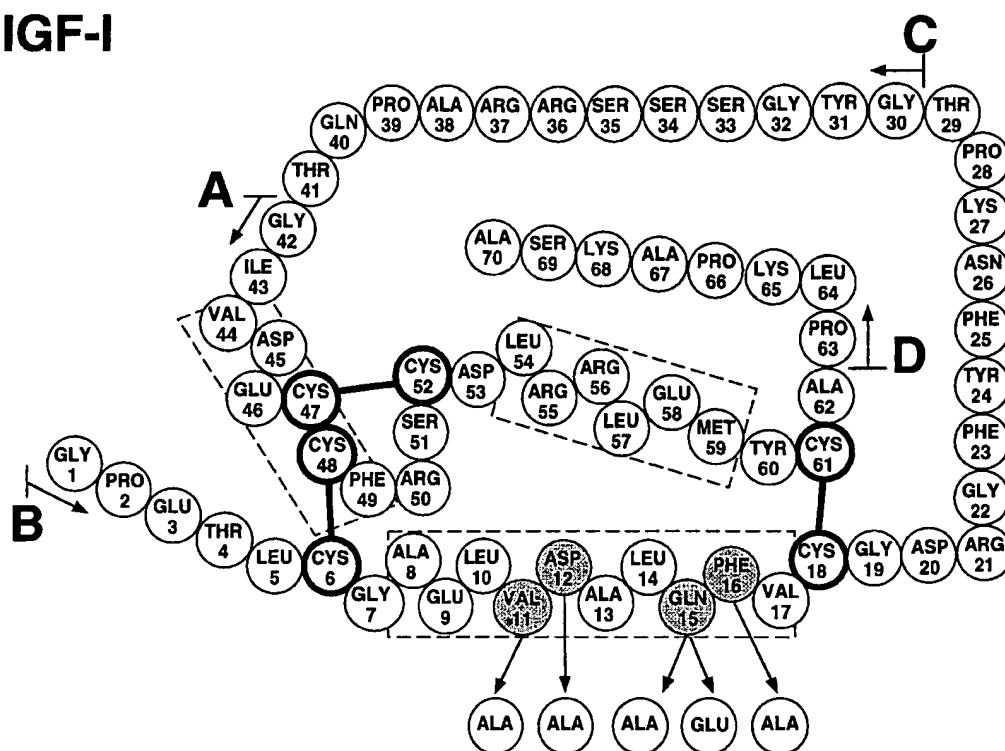 IGF-I
C
PRO 39
ALA 38
ARG 37
ARG 36
SER 35
SER 34
SER 33
GLY 32
TYR 31
GLY 30
THR 29
GLN 40
PRO 28
THR 41
A
LYS 27
GLY 42
ALA 70
SER 69
LYS 68
ALA 67
PRO 66
LYS 65
LEU 64
ASN 26
ILE 43
VAL 44
PHE 25
ASP 45
LEU 54
PRO 63
D
CYS 52
ASP 53
ARG 56
TYR 24
GLU 46
CYS 47
ARG 55
GLU 58
ALA 62
SER 51
LEU 57
MET 59
PHE 23
CYS 48
TYR 60
CYS 61
GLY 1
PHE 49
ARG 50
PRO 2
GLY 22
B
GLU 3
THR 4
LEU 5
CYS 6
ALA 8
LEU 10
ASP 12
LEU 14
PHE 16
CYS 18
GLY 19
ASP 20
ARG 21
GLY 7
GLU 9
VAL 11
ALA 13
GLN 15
VAL 17
ALA
ALA
ALA
GLU
ALA